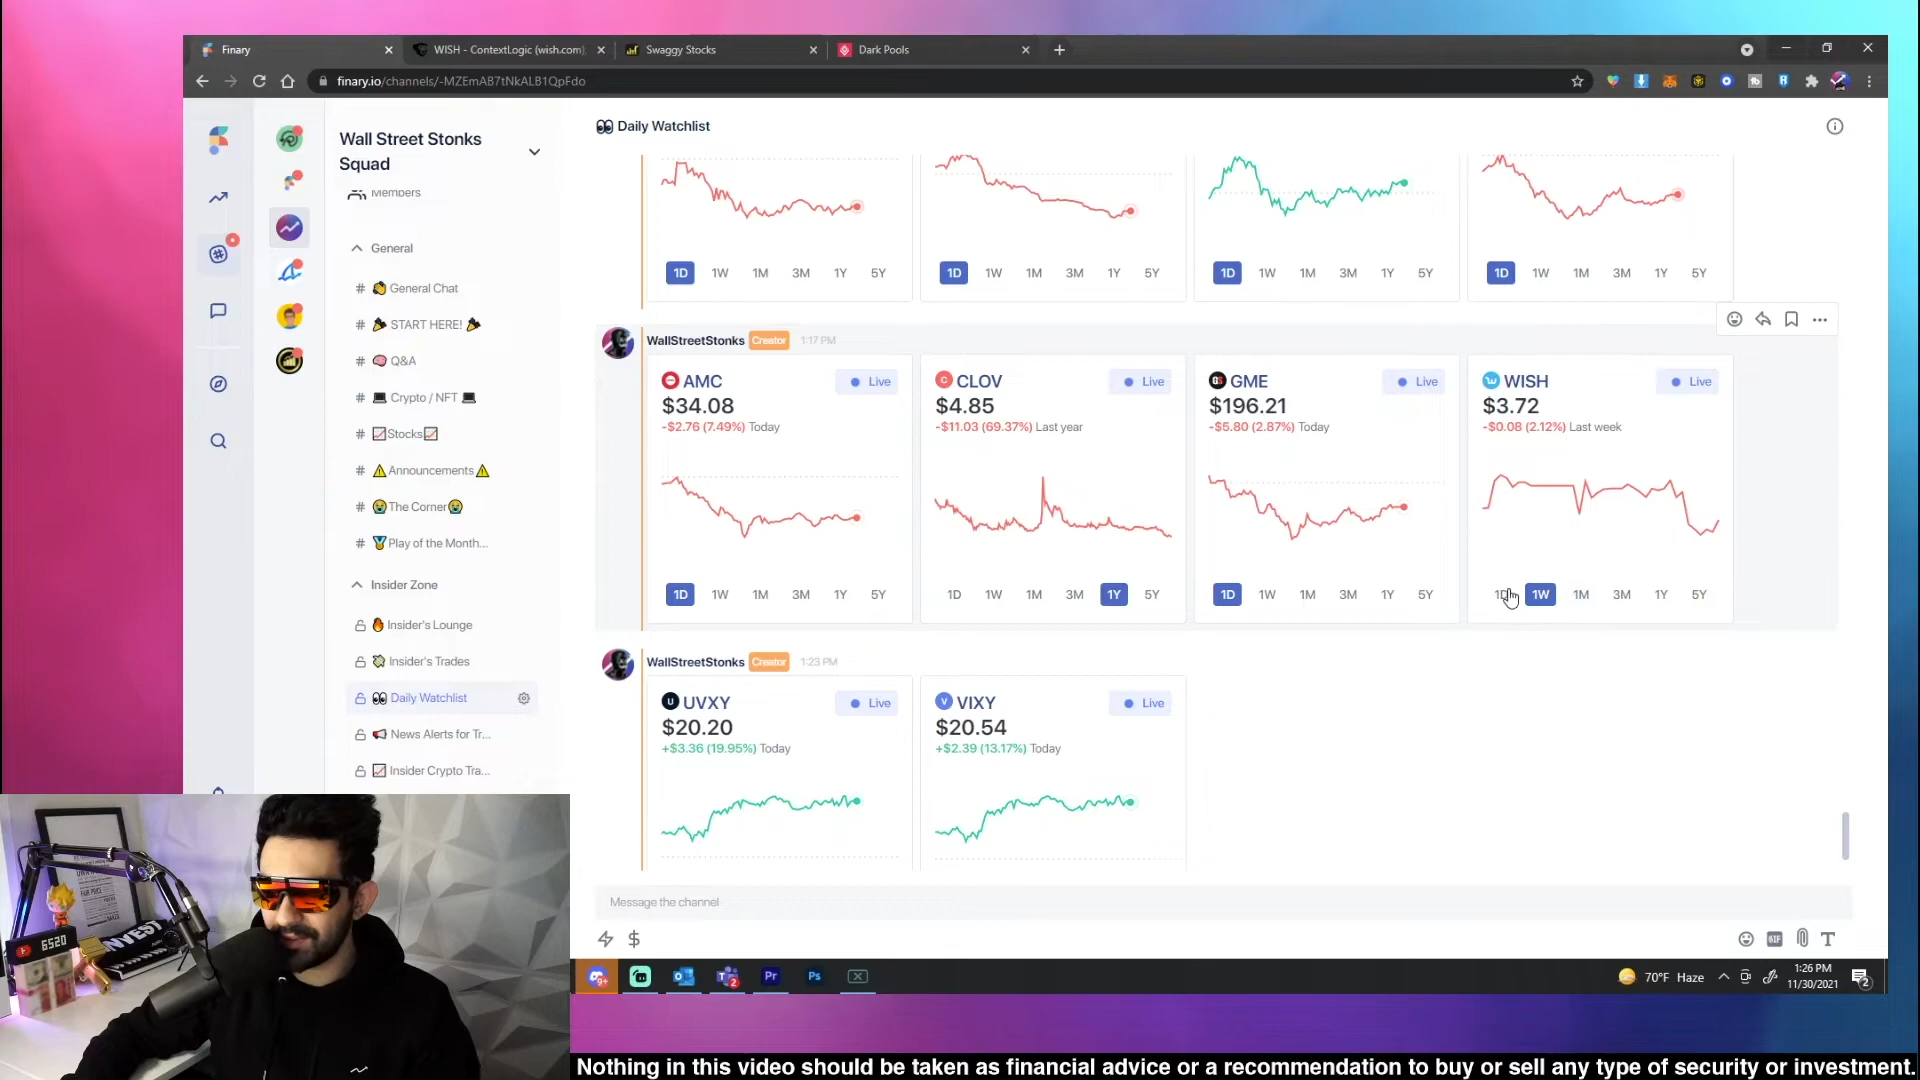 Finary
WISH - ContextLogic (wish.com)
Swaggy Stocks
Dark Pools
finary.io/channels/-MZEmAB7tNkALB1QpFdo
Wall Street Stonks
Squad
Members
General
# General Chat
# START HERE!
# Q&A
# Crypto / NFT
# Stocks
# Announcements
# The Corner
# Play of the Month...
Insider Zone
Insider's Lounge
Insider's Trades
Daily Watchlist
News Alerts for Tr...
Insider Crypto Tra...
Daily Watchlist
1D 1W 1M 3M 1Y 5Y
1D 1W 1M 3M 1Y 5Y
1D 1W 1M 3M 1Y 5Y
1D 1W 1M 3M 1Y 5Y
WallStreetStonks Creator 1:17 PM
AMC Live
$34.08
-$2.76 (7.49%) Today
1D 1W 1M 3M 1Y 5Y
CLOV Live
$4.85
-$11.03 (69.37%) Last year
1D 1W 1M 3M 1Y 5Y
GME Live
$196.21
-$5.80 (2.87%) Today
1D 1W 1M 3M 1Y 5Y
WISH Live
$3.72
-$0.08 (2.12%) Last week
1D 1W 1M 3M 1Y 5Y
WallStreetStonks Creator 1:23 PM
UVXY Live
$20.20
+$3.36 (19.95%) Today
VIXY Live
$20.54
+$2.39 (13.17%) Today
Message the channel
GIF
70°F Haze
1:26 PM
11/30/2021
2
Pr
Ps
6520
INVEST
Nothing in this video should be taken as financial advice or a recommendation to buy or sell any type of security or investment.